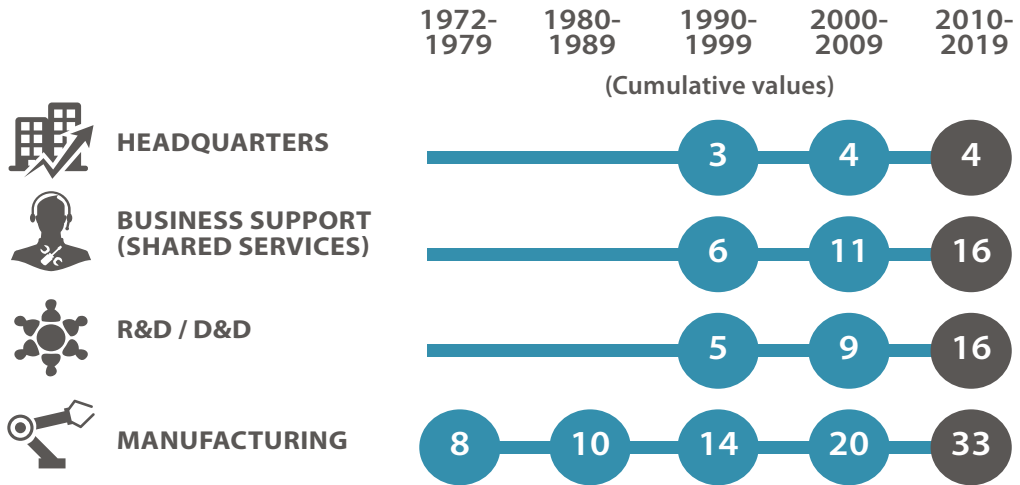 1972- 1980- 1990- 2000- 2010-
1979 1989 1999 2009 2019
(Cumulative values)
HEADQUARTERS
3 4 4
BUSINESS SUPPORT
(SHARED SERVICES)
6 11 16
R&D / D&D
5 9 16
MANUFACTURING
8 10 14 20 33